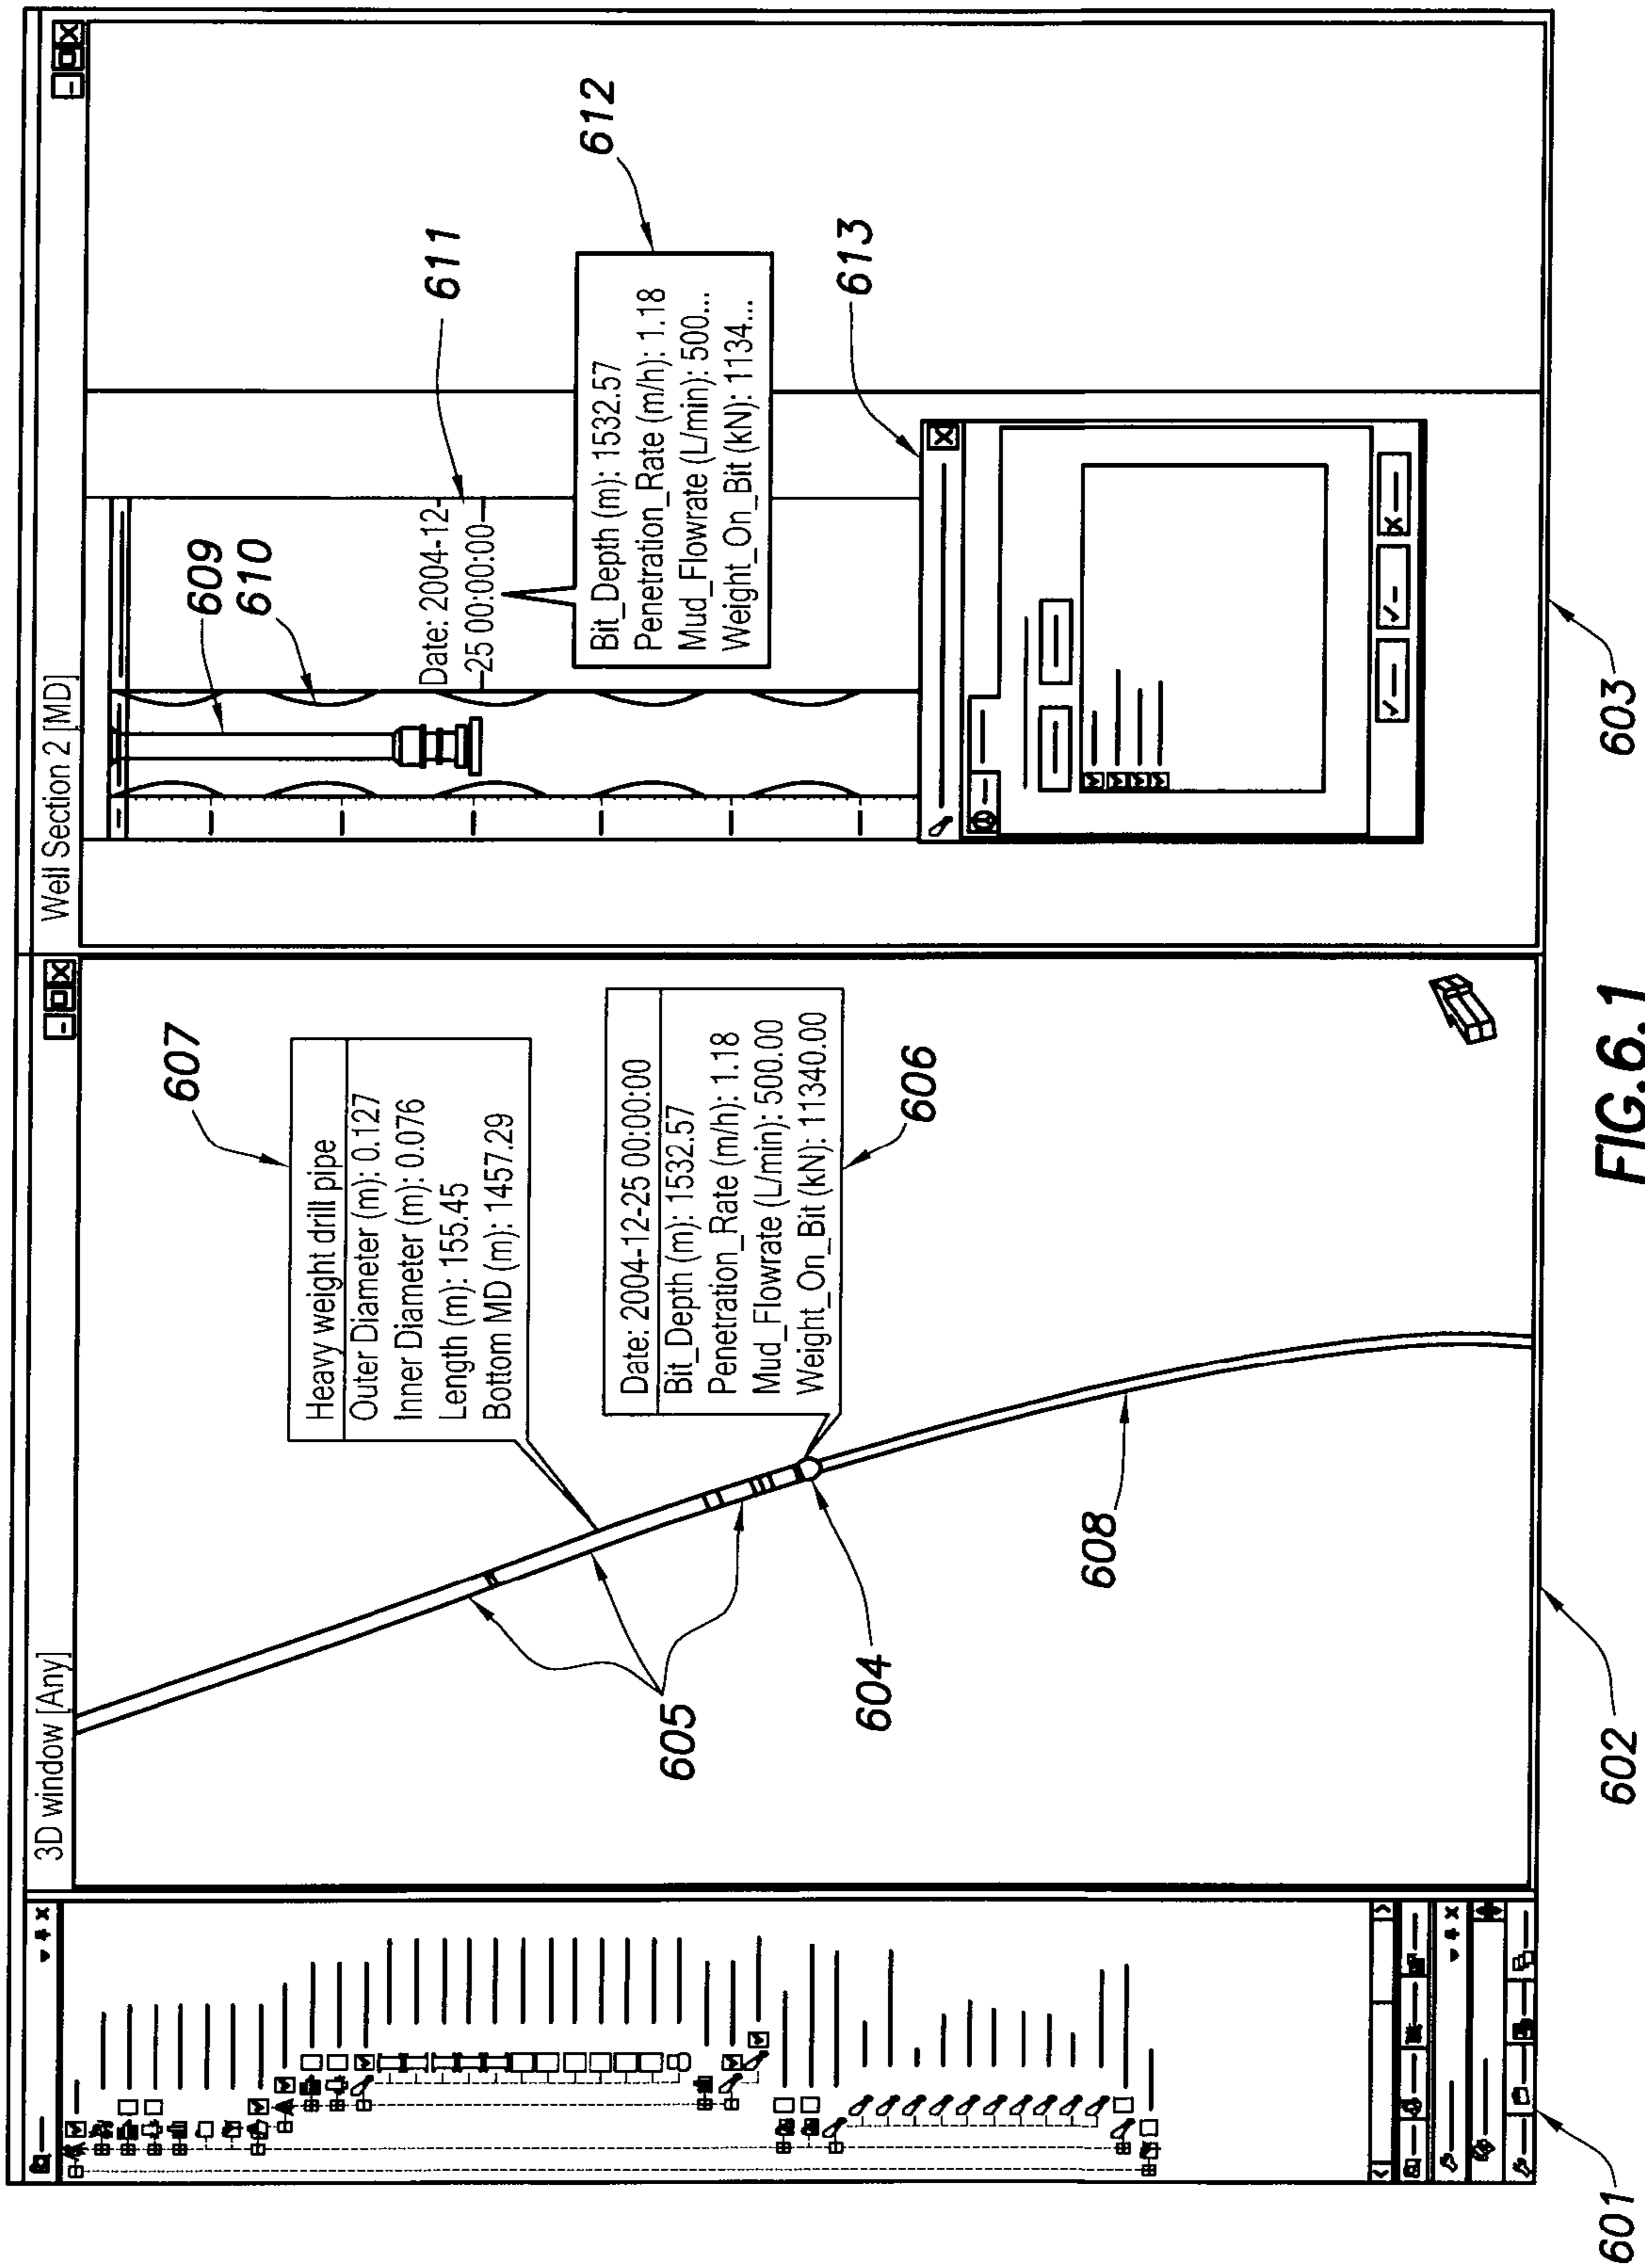 3D window [Any]
Well Section 2 [MD]
607
Heavy weight drill pipe
Outer Diameter (m): 0.127
Inner Diameter (m): 0.076
Length (m): 155.45
Bottom MD (m): 1457.29
Date: 2004-12-25 00:00:00
Bit_Depth (m): 1532.57
Penetration_Rate (m/h): 1.18
Mud_Flowrate (L/min): 500.00
Weight_On_Bit (kN): 11340.00
606
605
604
608
609
610
Date: 2004-12-
25 00:00:00
611
Bit_Depth (m): 1532.57
Penetration_Rate (m/h): 1.18
Mud_Flowrate (L/min): 500...
Weight_On_Bit (kN): 1134...
612
613
601
602
603
FIG.6.1